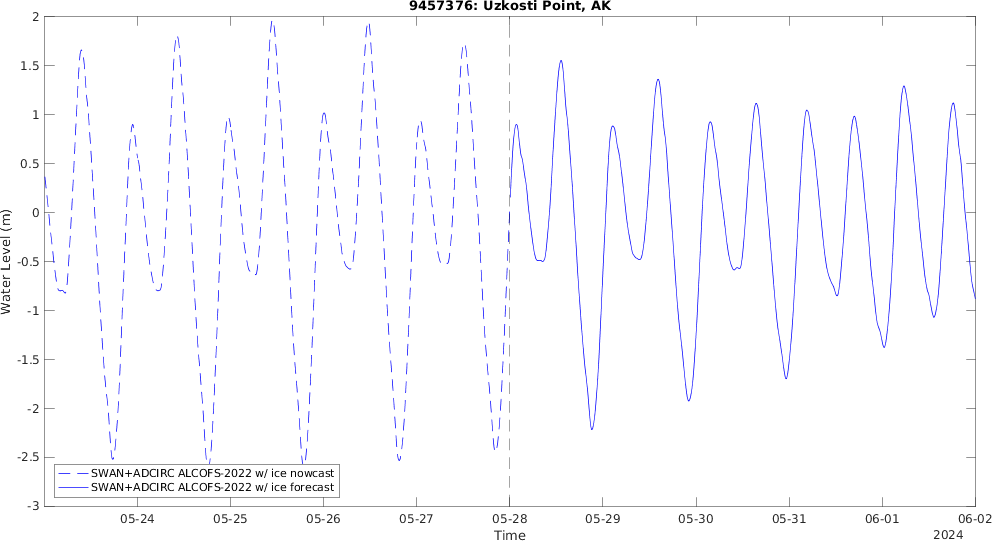 9457376: Uzkosti Point, AK
Water Level (m)
2
1.5
1
0.5
0
-0.5
-1
-1.5
-2
-2.5
-3
SWAN+ADCIRC ALCOFS-2022 w/ ice nowcast
SWAN+ADCIRC ALCOFS-2022 w/ ice forecast
05-24 05-25 05-26 05-27 05-28 05-29 05-30 05-31 06-01 06-02
Time
2024